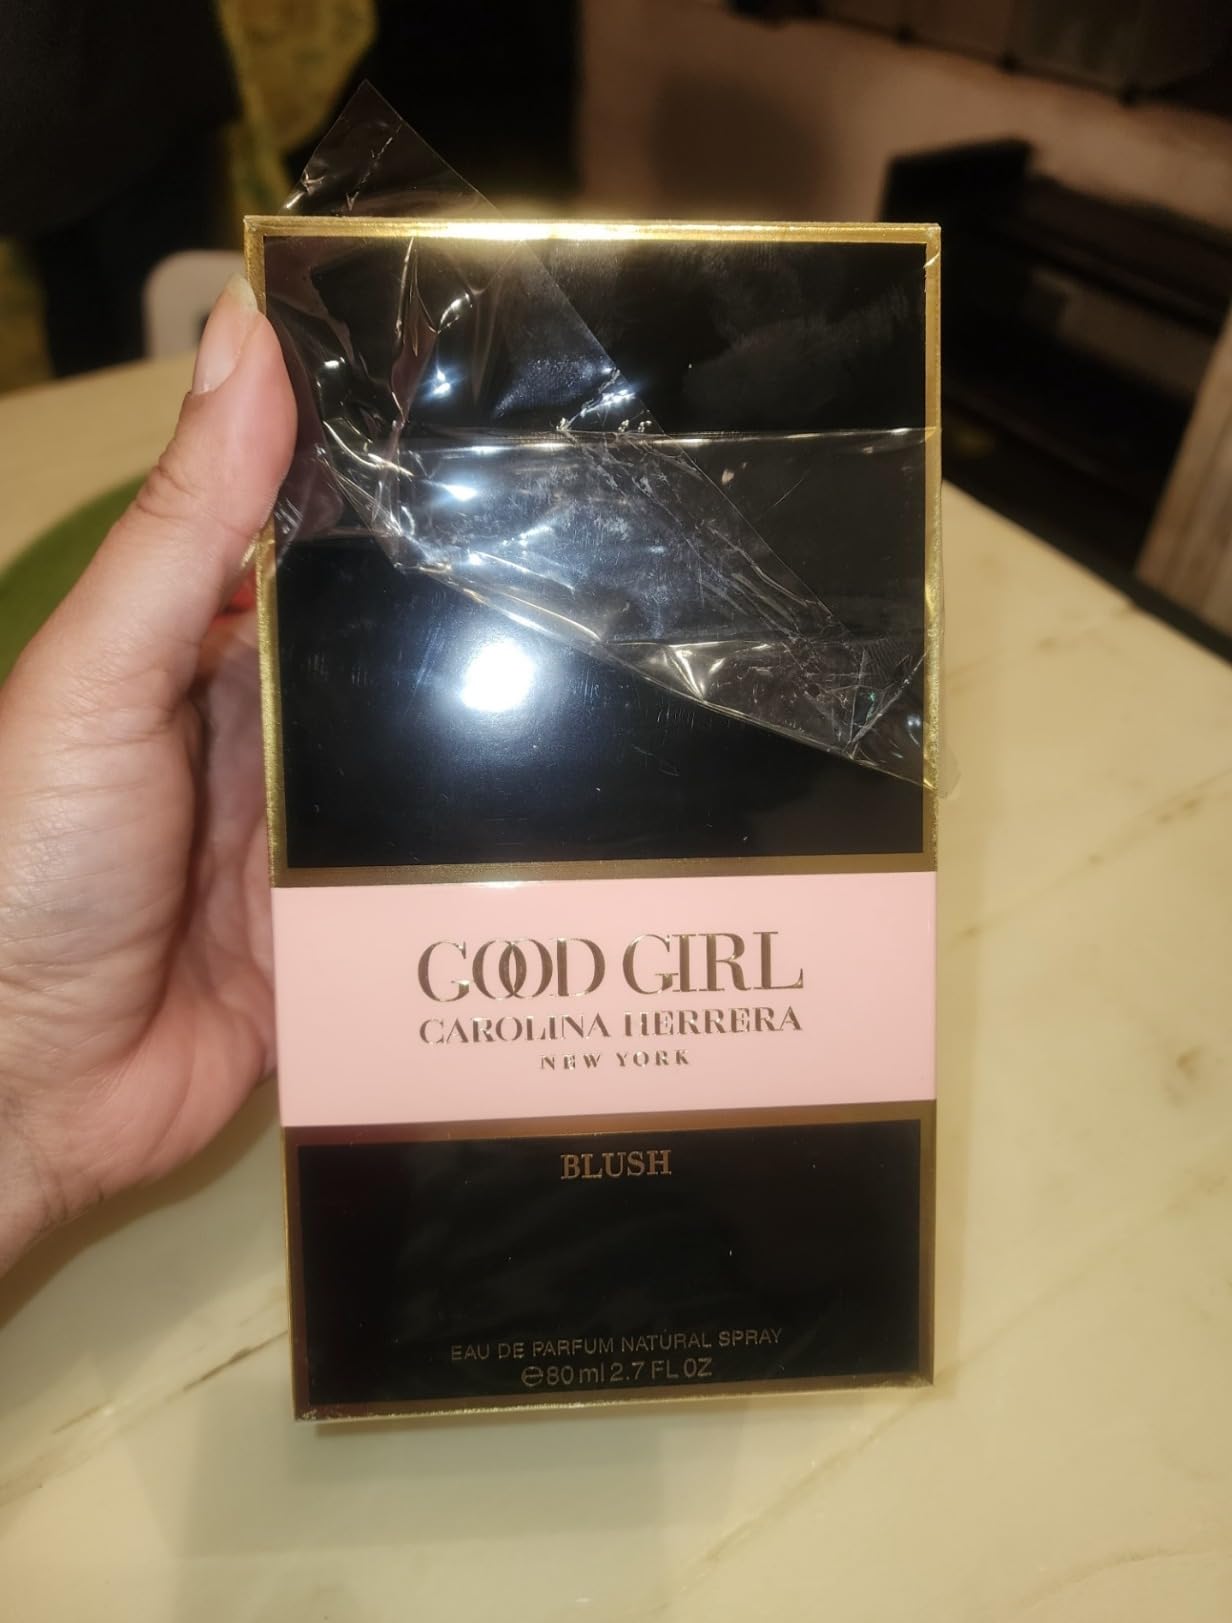 GOOD GIRL
CAROLINA HERRERA
NEW YORK
BLUSH
EAU DE PARFUM NATURAL SPRAY
℮80 ml 2.7 FL OZ